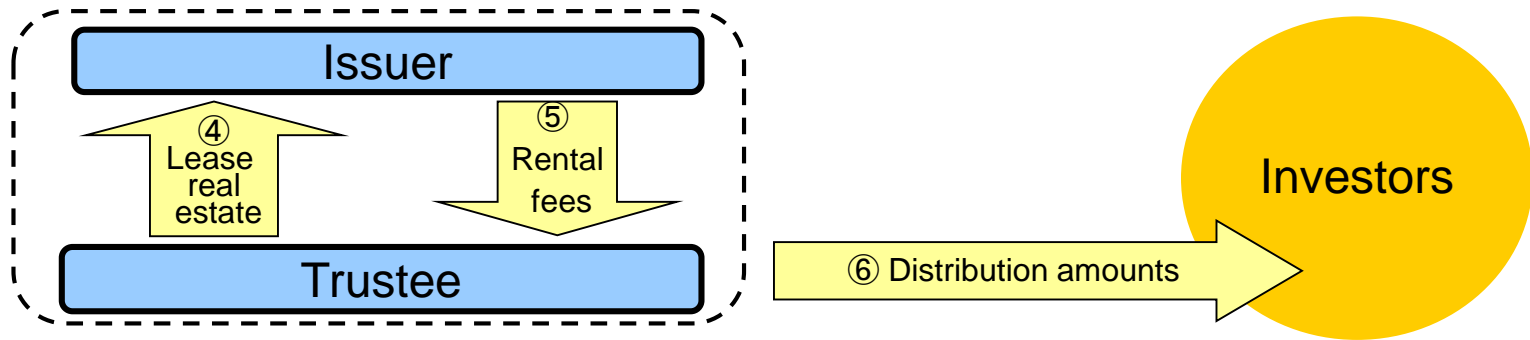 Issuer
④
Lease
real
estate
⑤
Rental
fees
Trustee
⑥ Distribution amounts
Investors